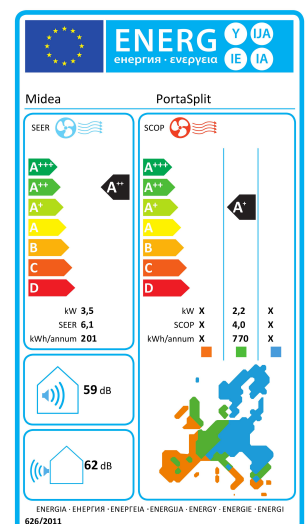 ENERG Y IJA
енергия · ενεργεια IE IA
Midea PortaSplit
SEER
A+++
A++
A+
A
B
C
D
A++
kW 3,5
SEER 6,1
kWh/annum 201
SCOP
A+++
A++
A+
A
B
C
D
A+
kW X 2,2 X
SCOP X 4,0 X
kWh/annum X 770 X
59 dB
62 dB
ENERGIA · ЕНЕРГИЯ · ΕΝΕΡΓΕΙΑ · ENERGIJA · ENERGY · ENERGIE · ENERGI
626/2011